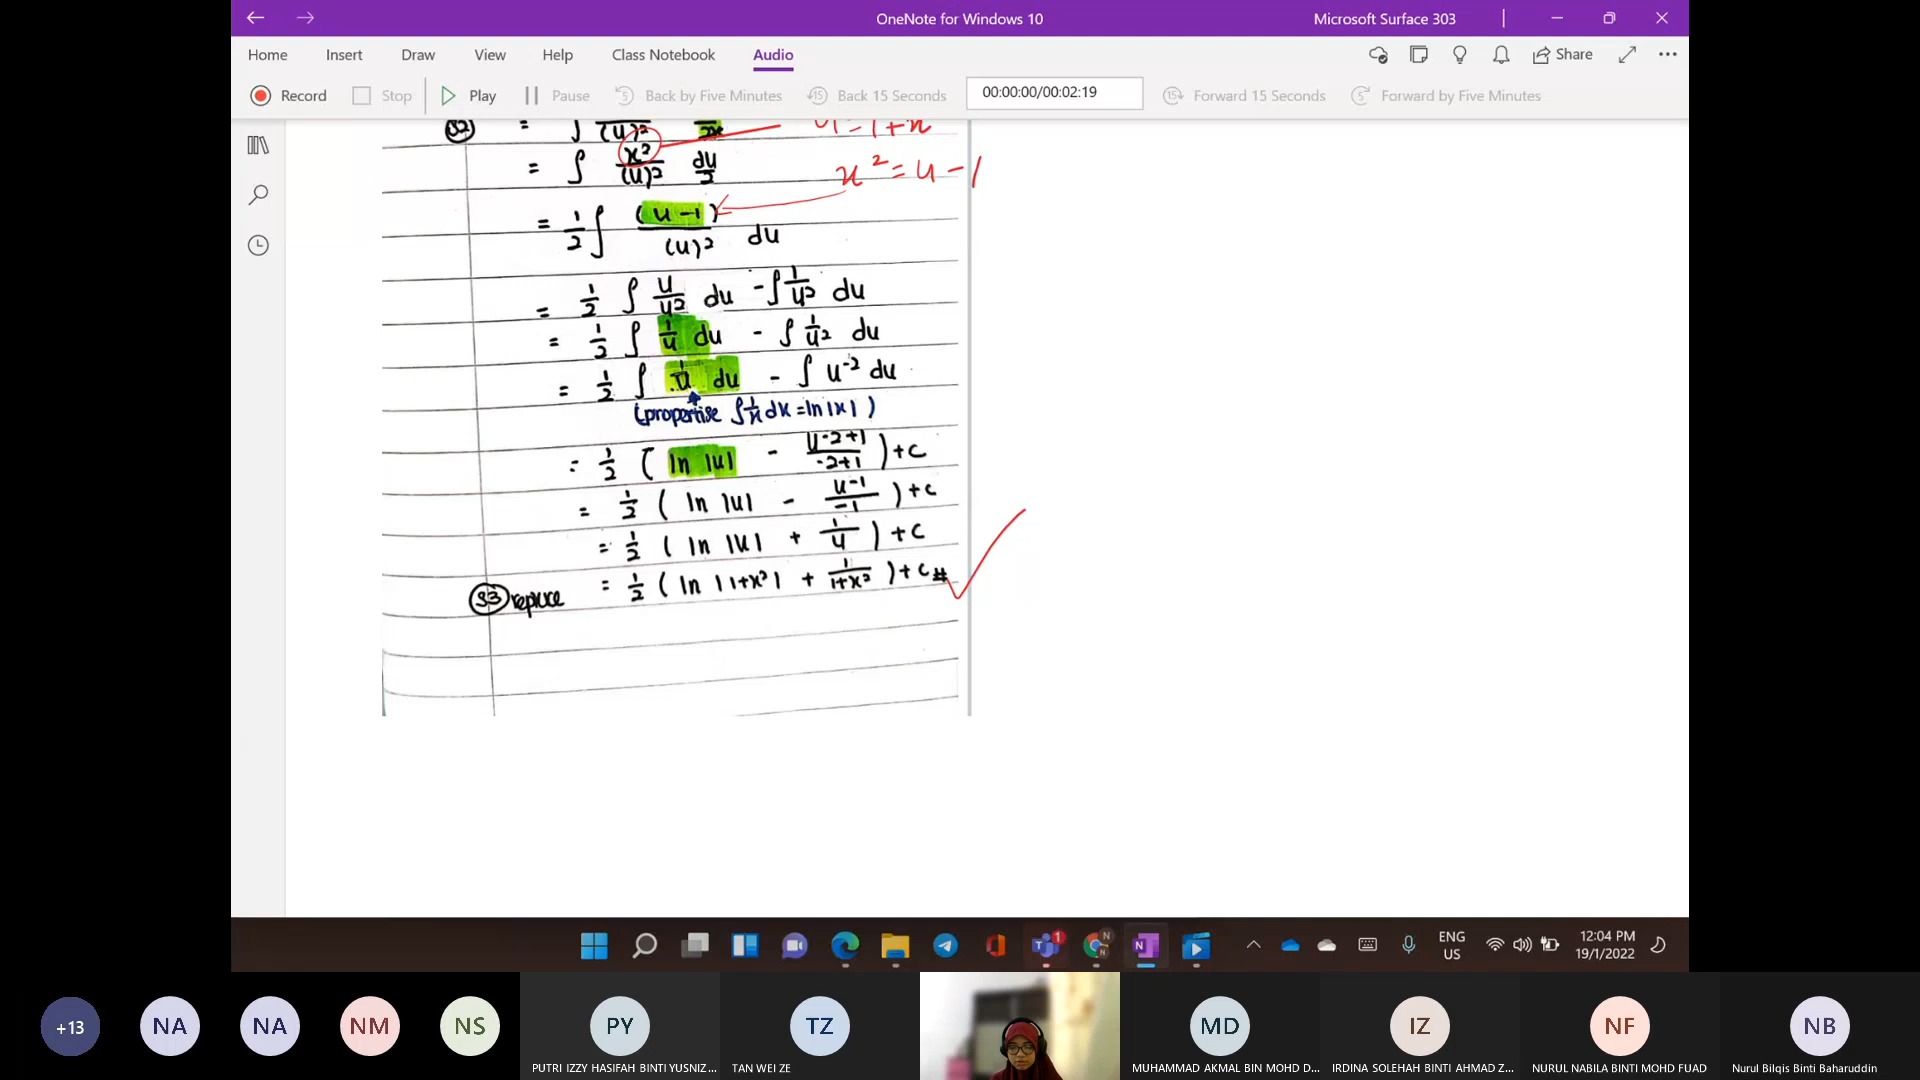 OneNote for Windows 10
Microsoft Surface 303
Home Insert Draw View Help Class Notebook Audio
Share
Record Stop Play Pause Back by Five Minutes Back 15 Seconds 00:00:00/00:02:19 Forward 15 Seconds Forward by Five Minutes
S2 = ∫ (u)² 2x
u = 1+x
= ∫ x²/(u)² du/2
x² = u - 1
= 1/2 ∫ (u-1)/(u)² du
= 1/2 ∫ u/u² du - ∫ 1/u² du
= 1/2 ∫ 1/u du - ∫ 1/u² du
= 1/2 ∫ 1/u du - ∫ u⁻² du
(propertise ∫ 1/x dx = ln |x| )
= 1/2 ( ln |u| - u⁻²⁺¹/-2+1 ) + c
= 1/2 ( ln |u| - u⁻¹/-1 ) + c
= 1/2 ( ln |u| + 1/u ) + c
S3 replace = 1/2 ( ln |1+x²| + 1/1+x² ) + c #
1
N
N
N
ENG
US
12:04 PM
19/1/2022
+13 NA NA NM NS PY TZ MD IZ NF NB
PUTRI IZZY HASIFAH BINTI YUSNIZ... TAN WEI ZE MUHAMMAD AKMAL BIN MOHD D... IRDINA SOLEHAH BINTI AHMAD Z... NURUL NABILA BINTI MOHD FUAD Nurul Bilqis Binti Baharuddin